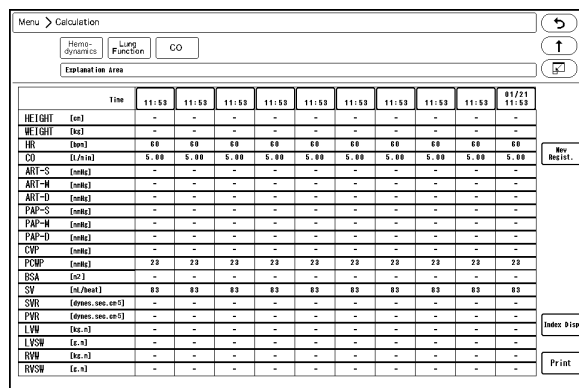 Menu > Calculation
Hemo-
dynamics
Lung
Function
CO
Explanation Area
Time 11:53 11:53 11:53 11:53 11:53 11:53 11:53 11:53 11:53 01/21 11:53
HEIGHT [cm] - - - - - - - - - -
WEIGHT [kg] - - - - - - - - - -
HR [bpm] 60 60 60 60 60 60 60 60 60 60
CO [L/min] 5.00 5.00 5.00 5.00 5.00 5.00 5.00 5.00 5.00 5.00
ART-S [mmHg] - - - - - - - - - -
ART-M [mmHg] - - - - - - - - - -
ART-D [mmHg] - - - - - - - - - -
PAP-S [mmHg] - - - - - - - - - -
PAP-M [mmHg] - - - - - - - - - -
PAP-D [mmHg] - - - - - - - - - -
CVP [mmHg] - - - - - - - - - -
PCWP [mmHg] 23 23 23 23 23 23 23 23 23 23
BSA [m2] - - - - - - - - - -
SV [mL/beat] 83 83 83 83 83 83 83 83 83 83
SVR [dynes.sec.cm-5] - - - - - - - - - -
PVR [dynes.sec.cm-5] - - - - - - - - - -
LVW [kg.m] - - - - - - - - - -
LVSW [g.m] - - - - - - - - - -
RVW [kg.m] - - - - - - - - - -
RVSW [g.m] - - - - - - - - - -
New
Regist.
Index Disp
Print